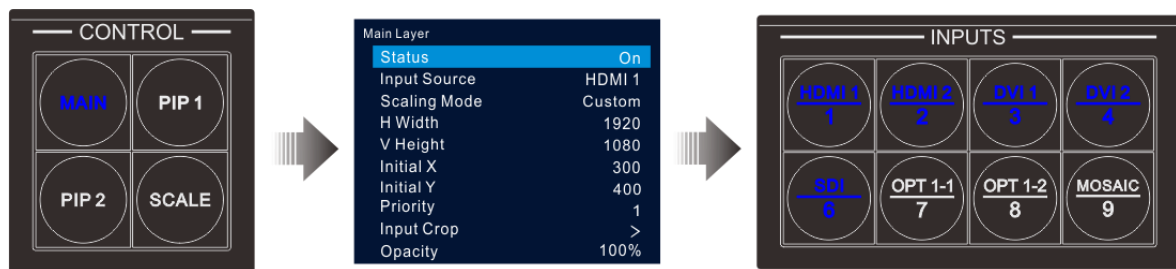 CONTROL
MAIN
PIP 1
PIP 2
SCALE
Main Layer
Status On
Input Source HDMI 1
Scaling Mode Custom
H Width 1920
V Height 1080
Initial X 300
Initial Y 400
Priority 1
Input Crop >
Opacity 100%
INPUTS
HDMI 1
1
HDMI 2
2
DVI 1
3
DVI 2
4
SDI
6
OPT 1-1
7
OPT 1-2
8
MOSAIC
9